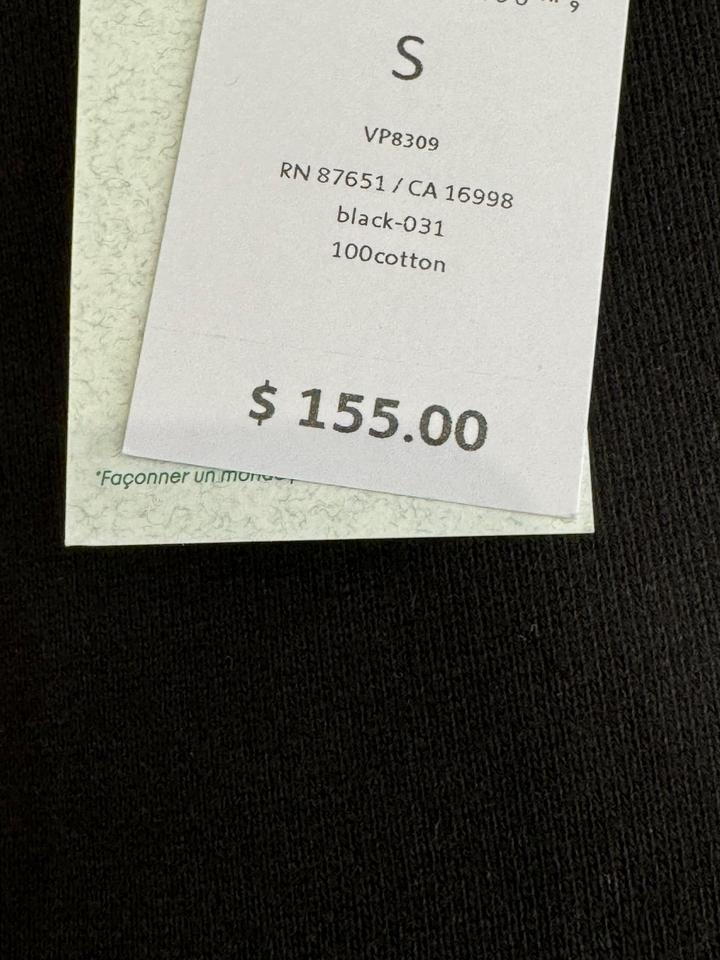 S
VP8309
RN 87651 / CA 16998
black-031
100cotton
$ 155.00
*Façonner un